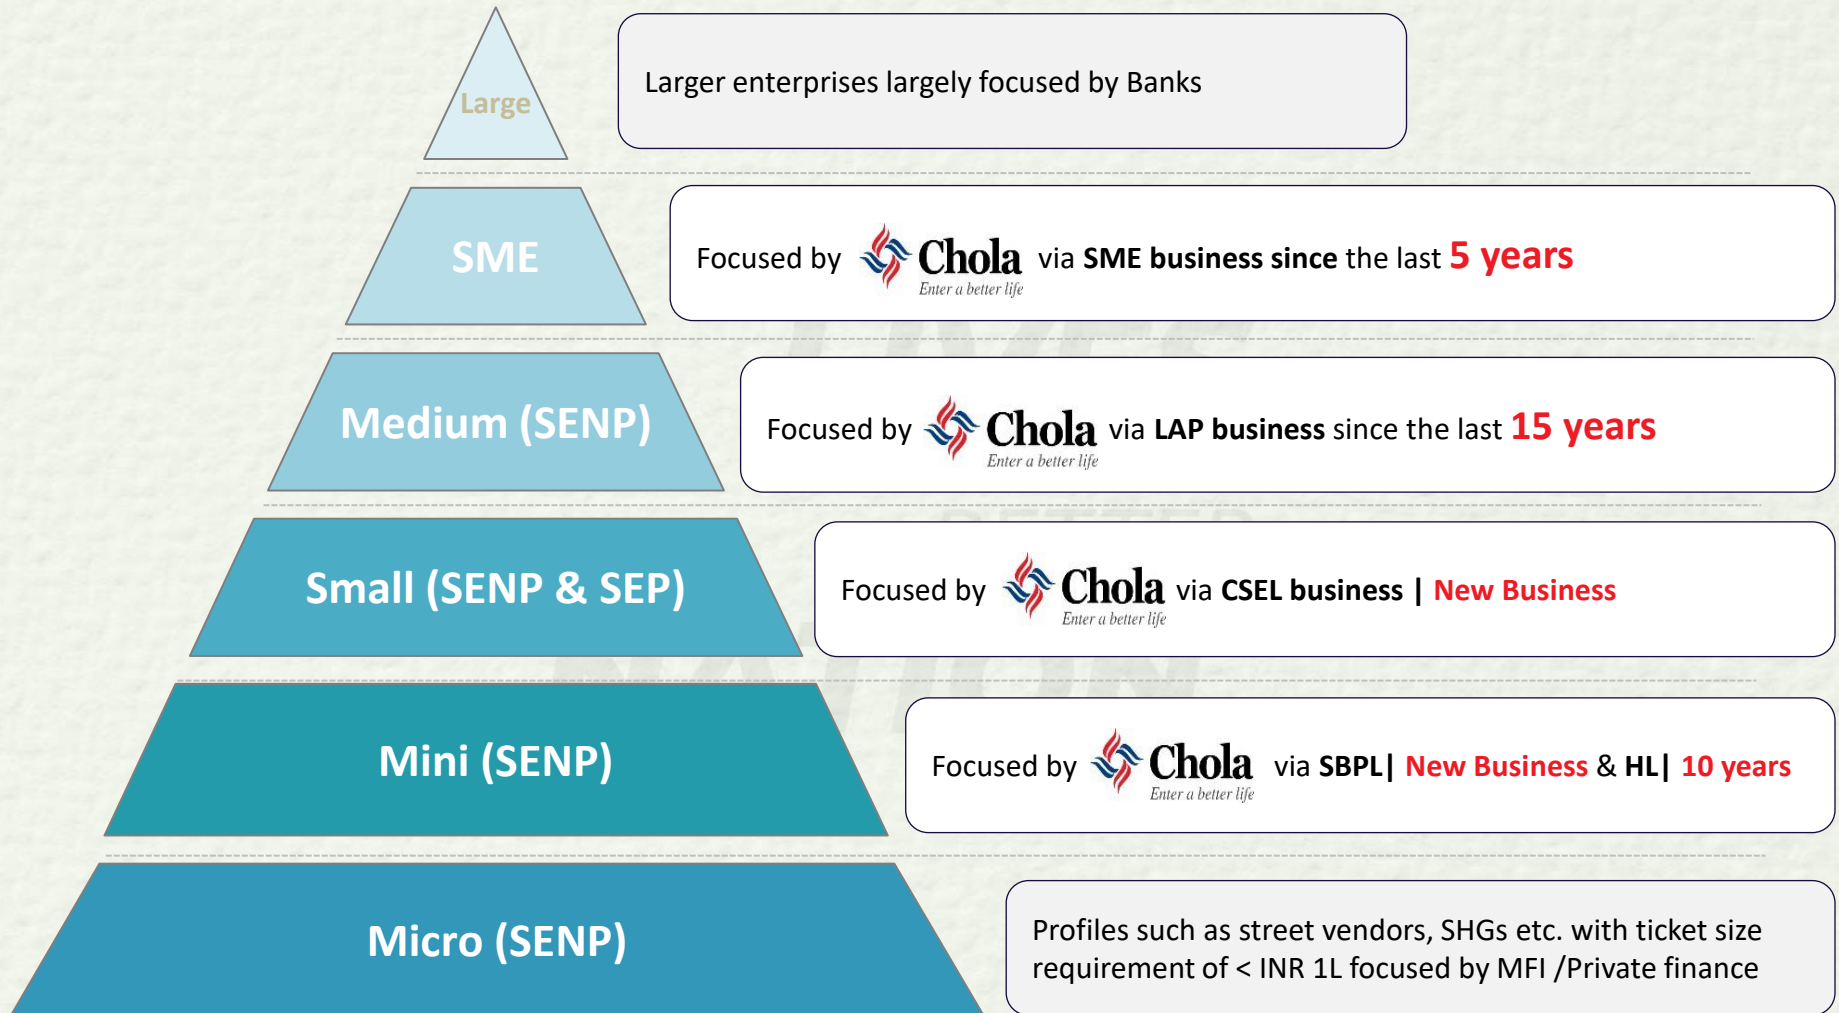 Large
Larger enterprises largely focused by Banks
SME
Focused by Chola via SME business since the last 5 years
Enter a better life
LIVES
Medium (SENP)
Focused by Chola via LAP business since the last 15 years
Enter a better life
BETTER
Small (SENP & SEP)
Focused by Chola via CSEL business | New Business
Enter a better life
NATION
Mini (SENP)
Focused by Chola via SBPL| New Business & HL| 10 years
Enter a better life
Micro (SENP)
Profiles such as street vendors, SHGs etc. with ticket size
requirement of < INR 1L focused by MFI /Private finance